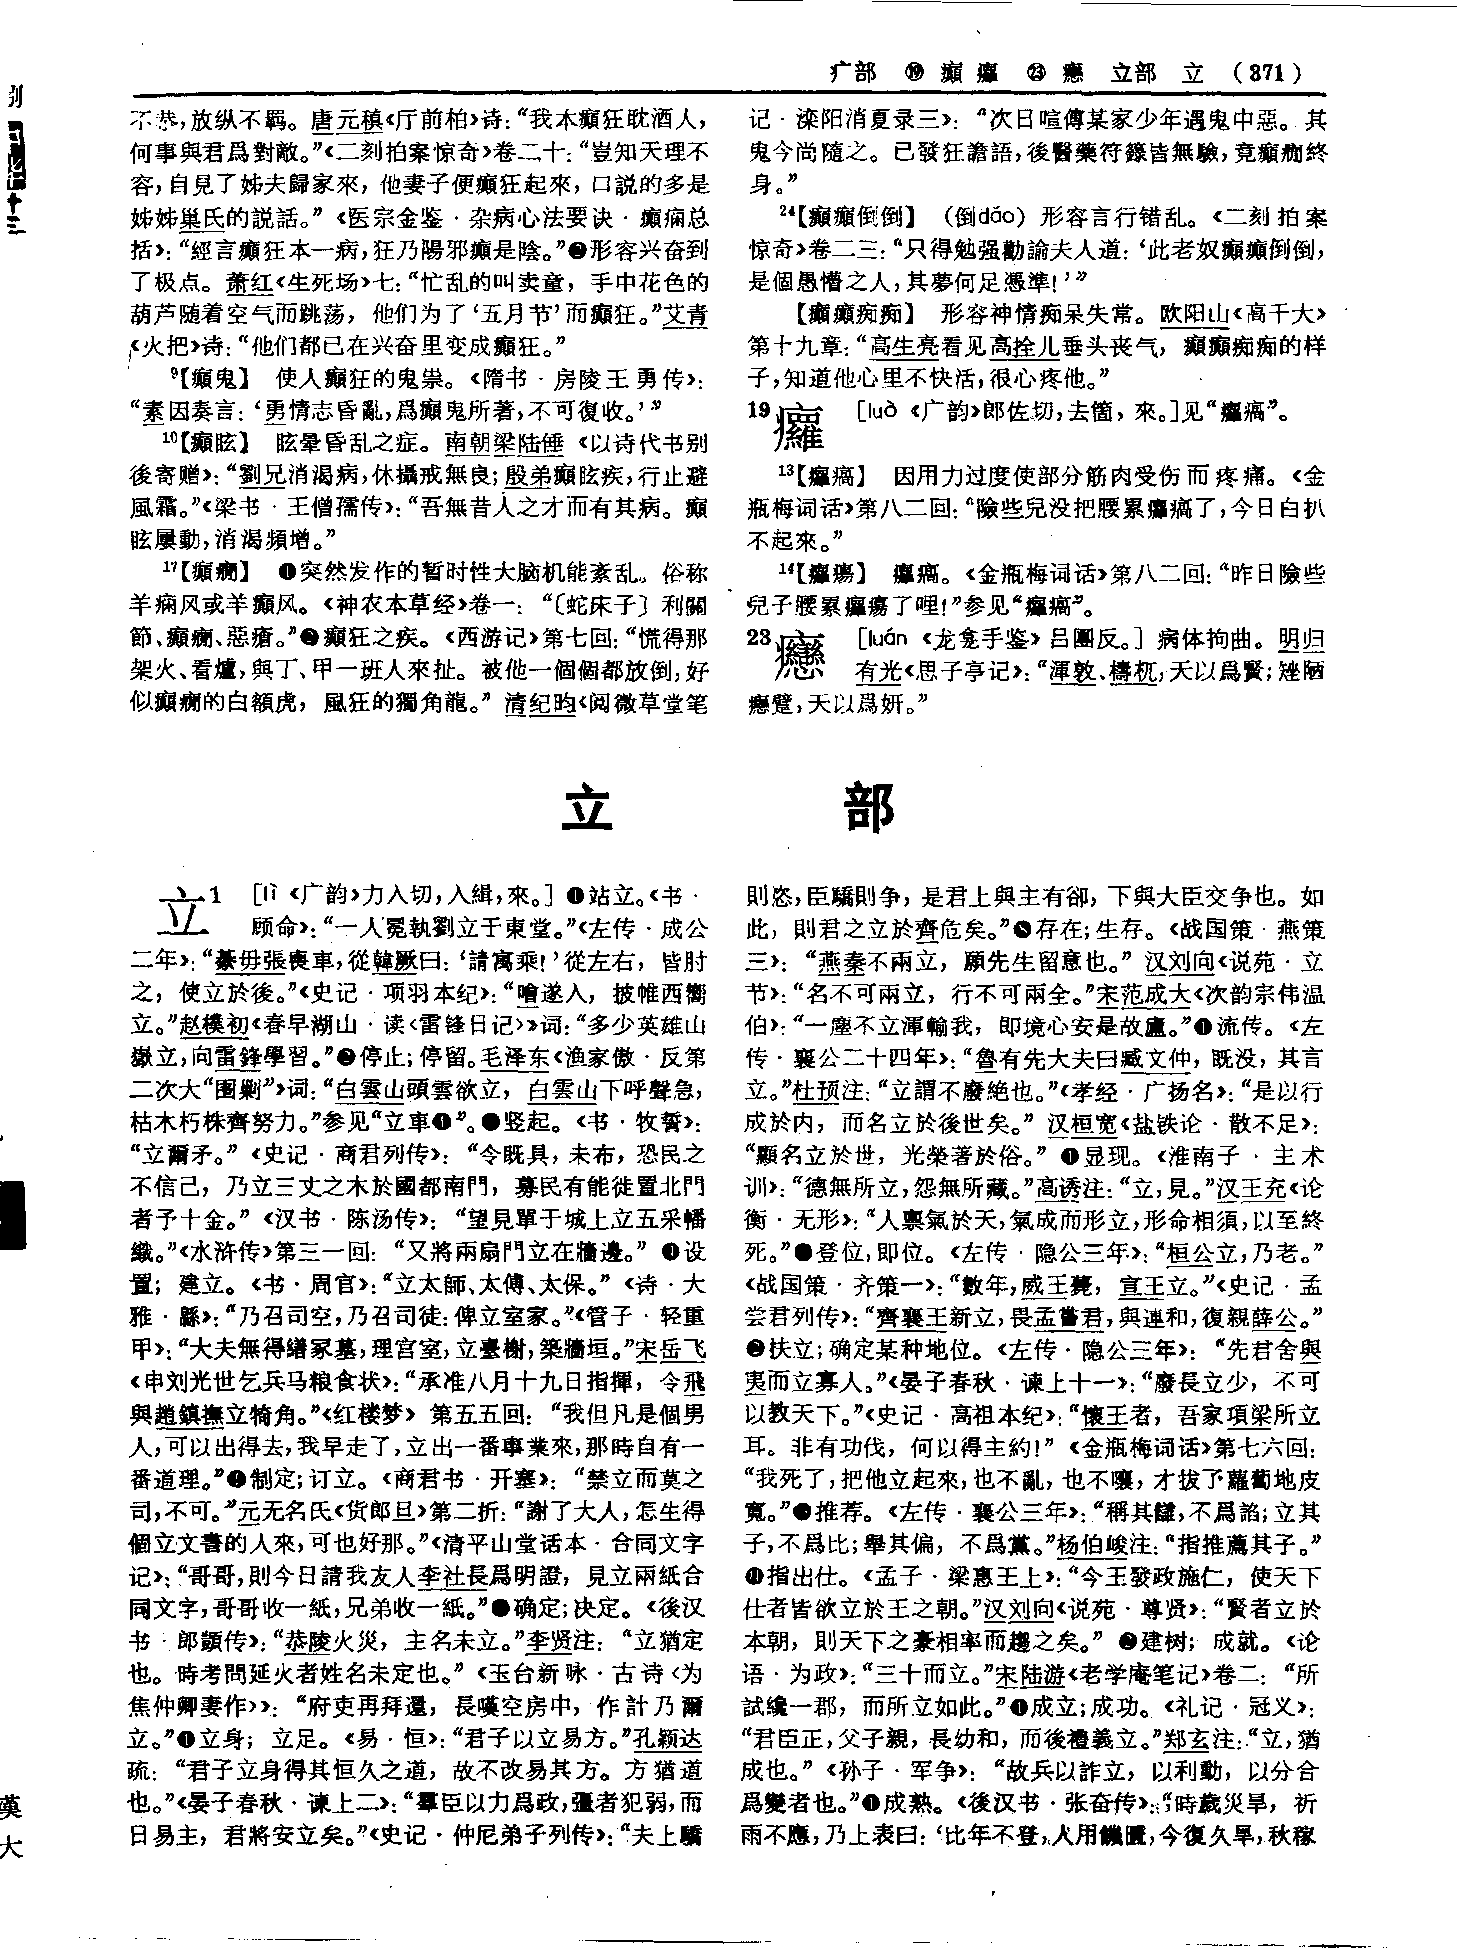 疒部 ⑲ 癲 癯 ㉓ 癴 立部 立 (371)
不恭,放纵不羁。唐元稹《厅前柏》诗:“我本癲狂耽酒人,
何事與君爲對敵。”《二刻拍案惊奇》卷二十:“豈知天理不
容,自見了姊夫歸家來,他妻子便癲狂起來,口説的多是
姊姊巢氏的説話。”《医宗金鉴·杂病心法要诀·癲痫总
括》:“經言癲狂本一病,狂乃陽邪癲是陰。”❷形容兴奋到
了极点。萧红《生死场》七:“忙乱的叫卖童,手中花色的
葫芦随着空气而跳荡,他们为了‘五月节’而癲狂。”艾青
《火把》诗:“他们都已在兴奋里变成癲狂。”
9【癲鬼】 使人癲狂的鬼祟。《隋书·房陵王勇传》:
“素因奏言:‘勇情志昏亂,爲癲鬼所著,不可復收。’”
10【癲眩】 眩暈昏乱之症。南朝梁陆倕《以诗代书别
後寄赠》:“劉兄消渴病,休攝戒無良;殷弟癲眩疾,行止避
風霜。”《梁书·王僧孺传》:“吾無昔人之才而有其病。癲
眩屢動,消渴頻增。”
17【癲癇】 ❶突然发作的暂时性大脑机能紊乱。俗称
羊痫风或羊癲风。《神农本草经》卷一:“〔蛇床子〕利關
節、癲癇、惡瘡。”❷癲狂之疾。《西游记》第七回:“慌得那
架火、看爐,與丁、甲一班人來扯。被他一個個都放倒,好
似癲癇的白額虎,風狂的獨角龍。”清纪昀《阅微草堂笔
记·滦阳消夏录三》:“次日喧傳某家少年遇鬼中惡。其
鬼今尚隨之。已發狂譫語,後醫藥符籙皆無驗,竟癲癇終
身。”
24【癲癲倒倒】 (倒dǎo) 形容言行错乱。《二刻拍案
惊奇》卷二三:“只得勉强勸諭夫人道:‘此老奴癲癲倒倒,
是個愚懵之人,其夢何足憑準!’”
【癲癲痴痴】 形容神情痴呆失常。欧阳山《高干大》
第十九章:“高生亮看见高拴儿垂头丧气,癲癲痴痴的样
子,知道他心里不快活,很心疼他。”
19 癯 [luò 《广韵》郎佐切,去箇,來。]见“癯瘑”。
13【癯瘑】 因用力过度使部分筋肉受伤而疼痛。《金
瓶梅词话》第八二回:“險些兒没把腰累癯瘑了,今日白扒
不起來。”
14【癯瘍】 癯瘑。《金瓶梅词话》第八二回:“昨日險些
兒子腰累癯瘍了哩!”参见“癯瘑”。
23 癴 [luán 《龙龛手鉴》吕團反。] 病体拘曲。明归
有光《思子亭记》:“渾敦、檮杌,天以爲賢;矬陋
癴躄,天以爲妍。”
立 部
立1 [lì 《广韵》力入切,入緝,來。] ❶站立。《书·
顾命》:“一人冕執劉立于東堂。”《左传·成公
二年》:“綦毋張喪車,從韓厥曰:‘請寓乘!’從左右,皆肘
之,使立於後。”《史记·项羽本纪》:“噲遂入,披帷西嚮
立。”赵樸初《春早湖山·读〈雷锋日记〉》词:“多少英雄山
嶽立,向雷鋒學習。”❷停止;停留。毛泽东《渔家傲·反第
二次大“围剿”》词:“白雲山頭雲欲立,白雲山下呼聲急,
枯木朽株齊努力。”参见“立車❶”。❸竖起。《书·牧誓》:
“立爾矛。”《史记·商君列传》:“令既具,未布,恐民之
不信己,乃立三丈之木於國都南門,募民有能徙置北門
者予十金。”《汉书·陈汤传》:“望見單于城上立五采幡
織。”《水浒传》第三一回:“又將兩扇門立在牆邊。”❹设
置;建立。《书·周官》:“立太師、太傅、太保。”《诗·大
雅·緜》:“乃召司空,乃召司徒:俾立室家。”《管子·轻重
甲》:“大夫無得繕冢墓,理宫室,立臺榭,築牆垣。”宋岳飞
《申刘光世乞兵马粮食状》:“承准八月十九日指揮,令飛
與趙鎮撫立犄角。”《红楼梦》第五五回:“我但凡是個男
人,可以出得去,我早走了,立出一番事業來,那時自有一
番道理。”❺制定;订立。《商君书·开塞》:“禁立而莫之
司,不可。”元无名氏《货郎旦》第二折:“謝了大人,怎生得
個立文書的人來,可也好那。”《清平山堂话本·合同文字
记》:“哥哥,則今日請我友人李社長爲明證,見立兩紙合
同文字,哥哥收一紙,兄弟收一紙。”❻确定;决定。《後汉
书·郎顗传》:“恭陵火災,主名未立。”李贤注:“立猶定
也。時考問延火者姓名未定也。”《玉台新咏·古诗〈为
焦仲卿妻作〉》:“府吏再拜還,長嘆空房中,作計乃爾
立。”❼立身;立足。《易·恒》:“君子以立易方。”孔颖达
疏:“君子立身得其恒久之道,故不改易其方。方猶道
也。”《晏子春秋·谏上二》:“羣臣以力爲政,彊者犯弱,而
日易主,君將安立矣。”《史记·仲尼弟子列传》:“夫上驕
則恣,臣驕則争,是君上與主有郤,下與大臣交争也。如
此,則君之立於齊危矣。”❽存在;生存。《战国策·燕策
三》:“燕秦不兩立,願先生留意也。”汉刘向《说苑·立
节》:“名不可兩立,行不可兩全。”宋范成大《次韵宗伟温
伯》:“一塵不立渾輸我,即境心安是故廬。”❾流传。《左
传·襄公二十四年》:“魯有先大夫曰臧文仲,既没,其言
立。”杜预注:“立謂不廢絶也。”《孝经·广扬名》:“是以行
成於内,而名立於後世矣。”汉桓宽《盐铁论·散不足》:
“顯名立於世,光榮著於俗。”❿显现。《淮南子·主术
训》:“德無所立,怨無所藏。”高诱注:“立,見。”汉王充《论
衡·无形》:“人禀氣於天,氣成而形立,形命相須,以至終
死。”⓫登位,即位。《左传·隐公三年》:“桓公立,乃老。”
《战国策·齐策一》:“數年,威王薨,宣王立。”《史记·孟
尝君列传》:“齊襄王新立,畏孟嘗君,與連和,復親薛公。”
⓬扶立;确定某种地位。《左传·隐公三年》:“先君舍與
夷而立寡人。”《晏子春秋·谏上十一》:“廢長立少,不可
以教天下。”《史记·高祖本纪》:“懷王者,吾家項梁所立
耳。非有功伐,何以得主約!”《金瓶梅词话》第七六回:
“我死了,把他立起來,也不亂,也不嚷,才拔了蘿蔔地皮
寬。”⓭推荐。《左传·襄公三年》:“稱其讎,不爲諂;立其
子,不爲比;舉其偏,不爲黨。”杨伯峻注:“指推薦其子。”
⓮指出仕。《孟子·梁惠王上》:“今王發政施仁,使天下
仕者皆欲立於王之朝。”汉刘向《说苑·尊贤》:“賢者立於
本朝,則天下之豪相率而趨之矣。”⓯建树;成就。《论
语·为政》:“三十而立。”宋陆游《老学庵笔记》卷二:“所
試纔一郡,而所立如此。”⓰成立;成功。《礼记·冠义》:
“君臣正,父子親,長幼和,而後禮義立。”郑玄注:“立,猶
成也。”《孙子·军争》:“故兵以詐立,以利動,以分合
爲變者也。”⓱成熟。《後汉书·张奋传》:“時歲災旱,祈
雨不應,乃上表曰:‘比年不登,人用饑匱,今復久旱,秋稼